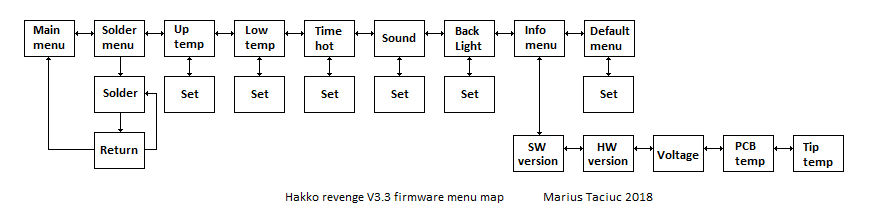 Main menu
Solder menu
Up temp
Low temp
Time hot
Sound
Back Light
Info menu
Default menu
Solder
Set
Set
Set
Set
Set
Set
Return
SW version
HW version
Voltage
PCB temp
Tip temp
Hakko revenge V3.3 firmware menu map
Marius Taciuc 2018